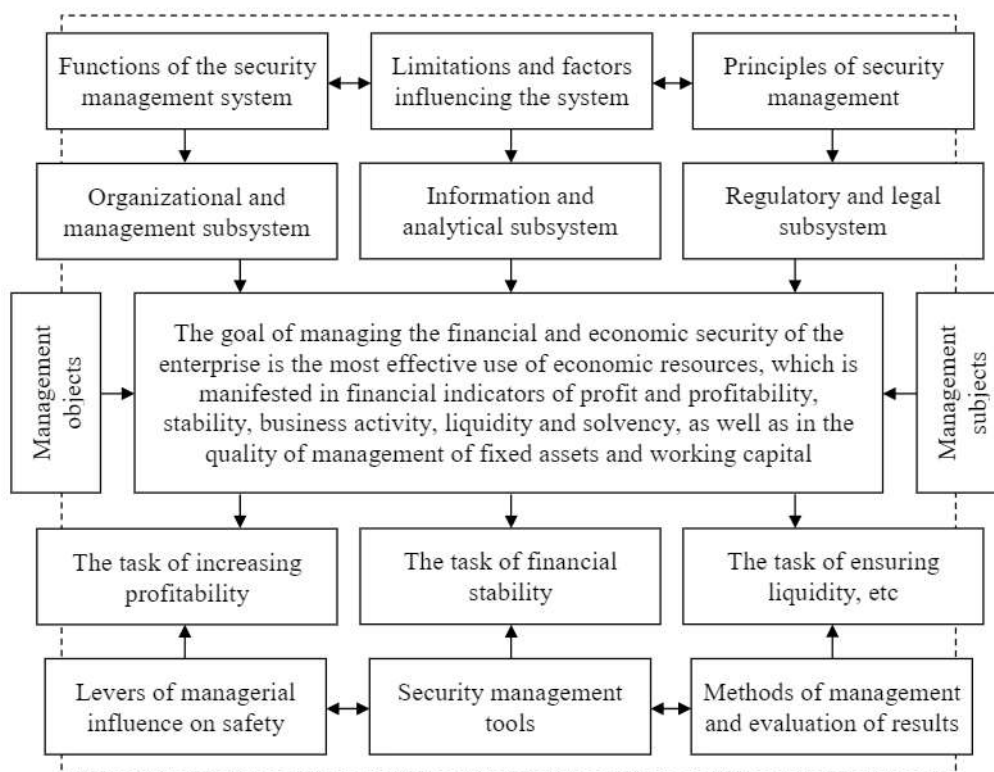 Functions of the security
management system
Limitations and factors
influencing the system
Principles of security
management
Organizational and
management subsystem
Information and
analytical subsystem
Regulatory and legal
subsystem
Management
objects
The goal of managing the financial and economic security of the
enterprise is the most effective use of economic resources, which is
manifested in financial indicators of profit and profitability,
stability, business activity, liquidity and solvency, as well as in the
quality of management of fixed assets and working capital
Management
subjects
The task of increasing
profitability
The task of financial
stability
The task of ensuring
liquidity, etc
Levers of managerial
influence on safety
Security management
tools
Methods of management
and evaluation of results